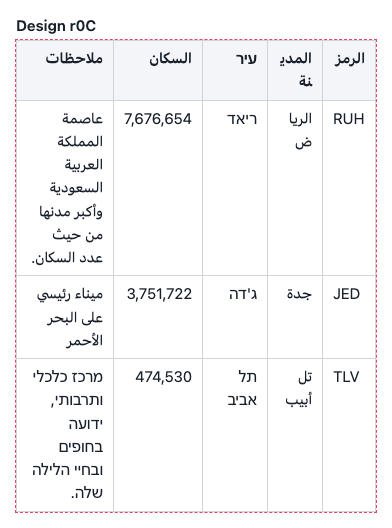 Design r0C
الرمز
المدي
نة
עיר
السكان
ملاحظات
RUH
الريا
ض
ריאד
7,676,654
عاصمة
المملكة
العربية
السعودية
وأكبر مدنها
من حيث
عدد السكان.
JED
جدة
ג'דה
3,751,722
ميناء رئيسي
على البحر
الأحمر
TLV
تل
أبيب
תל
אביב
474,530
מרכז כלכלי
ותרבותי,
ידועה
בחופים
ובחיי הלילה
שלה.